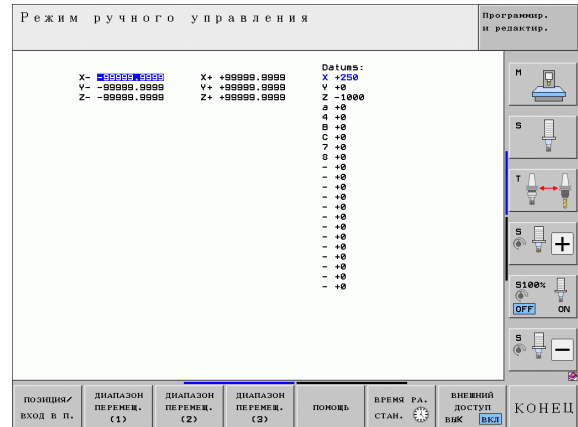 Режим ручного управления
Программир.
и редактир.
X- -99999.9999 X+ +99999.9999
Y- -99999.9999 Y+ +99999.9999
Z- -99999.9999 Z+ +99999.9999
Datums:
X +250
Y +0
Z -1000
a +0
4 +0
B +0
C +0
7 +0
8 +0
- +0
- +0
- +0
- +0
- +0
- +0
- +0
- +0
- +0
- +0
- +0
- +0
- +0
M
S
T
S
S100%
OFF ON
S
ПОЗИЦИЯ/
ВХОД В П.
ДИАПАЗОН
ПЕРЕМЕЩ.
(1)
ДИАПАЗОН
ПЕРЕМЕЩ.
(2)
ДИАПАЗОН
ПЕРЕМЕЩ.
(3)
ПОМОЩЬ
ВРЕМЯ РА.
СТАН.
ВНЕШНИЙ
ДОСТУП
ВЫК ВКЛ
КОНЕЦ